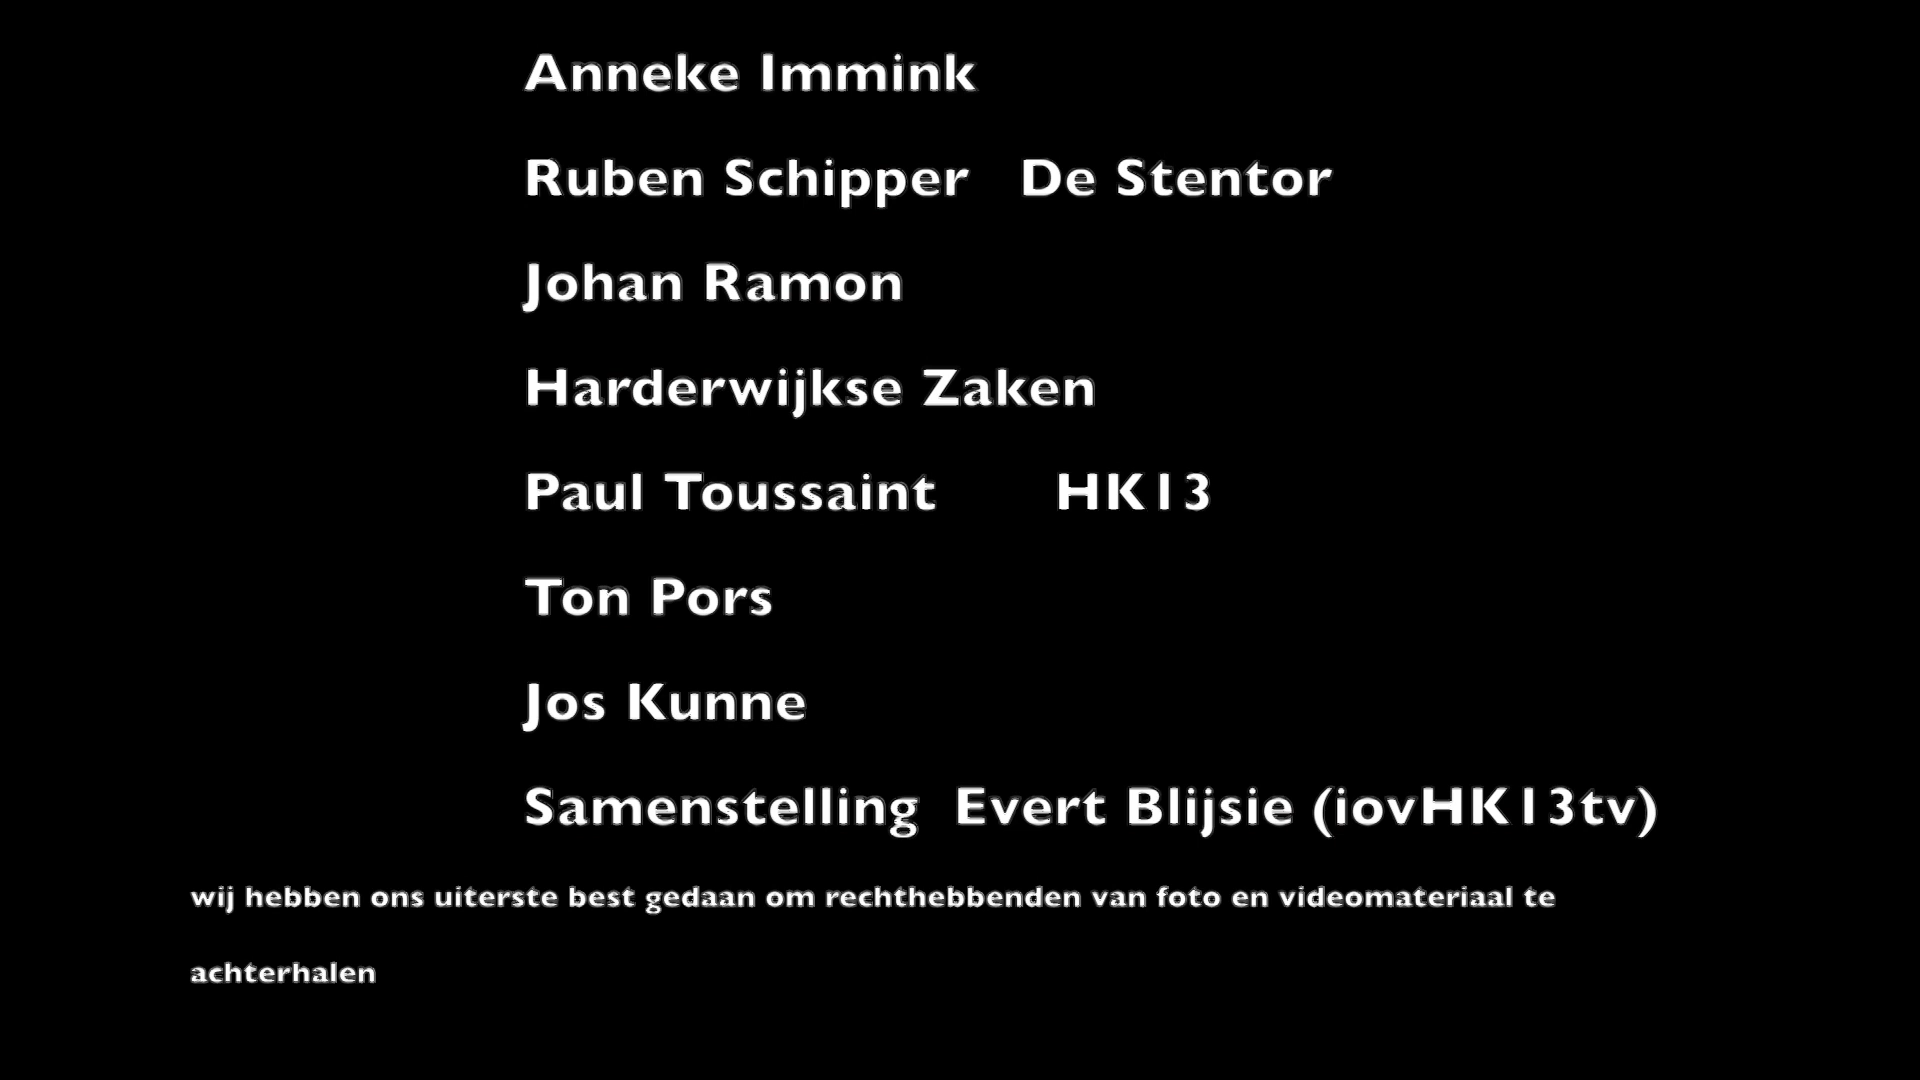 Anneke Immink
Ruben Schipper De Stentor
Johan Ramon
Harderwijkse Zaken
Paul Toussaint HK13
Ton Pors
Jos Kunne
Samenstelling Evert Blijsie (iovHK13tv)
wij hebben ons uiterste best gedaan om rechthebbenden van foto en videomateriaal te
achterhalen